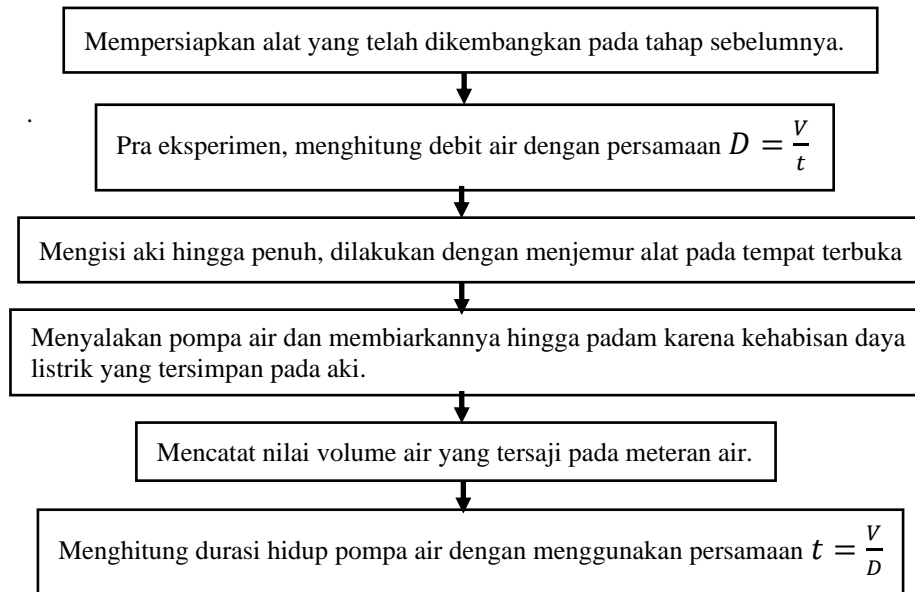 Mempersiapkan alat yang telah dikembangkan pada tahap sebelumnya.
Pra eksperimen, menghitung debit air dengan persamaan D = V/t
Mengisi aki hingga penuh, dilakukan dengan menjemur alat pada tempat terbuka
Menyalakan pompa air dan membiarkannya hingga padam karena kehabisan daya
listrik yang tersimpan pada aki.
Mencatat nilai volume air yang tersaji pada meteran air.
Menghitung durasi hidup pompa air dengan menggunakan persamaan t = V/D